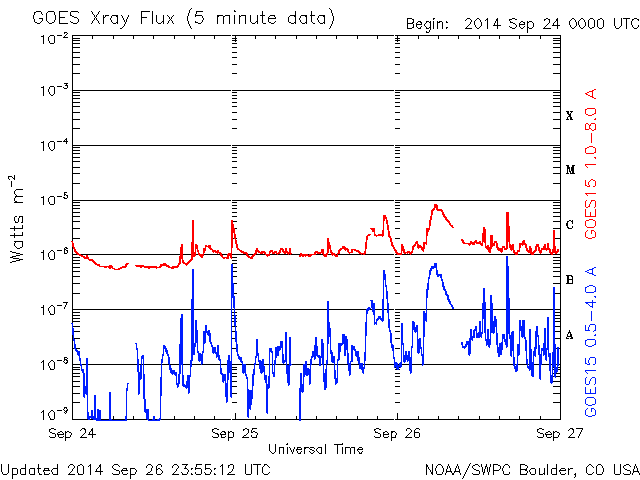 GOES Xray Flux (5 minute data)
Begin: 2014 Sep 24 0000 UTC
10⁻²
10⁻³
10⁻⁴
10⁻⁵
10⁻⁶
10⁻⁷
10⁻⁸
10⁻⁹
Watts m⁻²
X
M
C
B
A
GOES15 1.0-8.0 A
GOES15 0.5-4.0 A
Sep 24
Sep 25
Sep 26
Sep 27
Universal Time
Updated 2014 Sep 26 23:55:12 UTC
NOAA/SWPC Boulder, CO USA